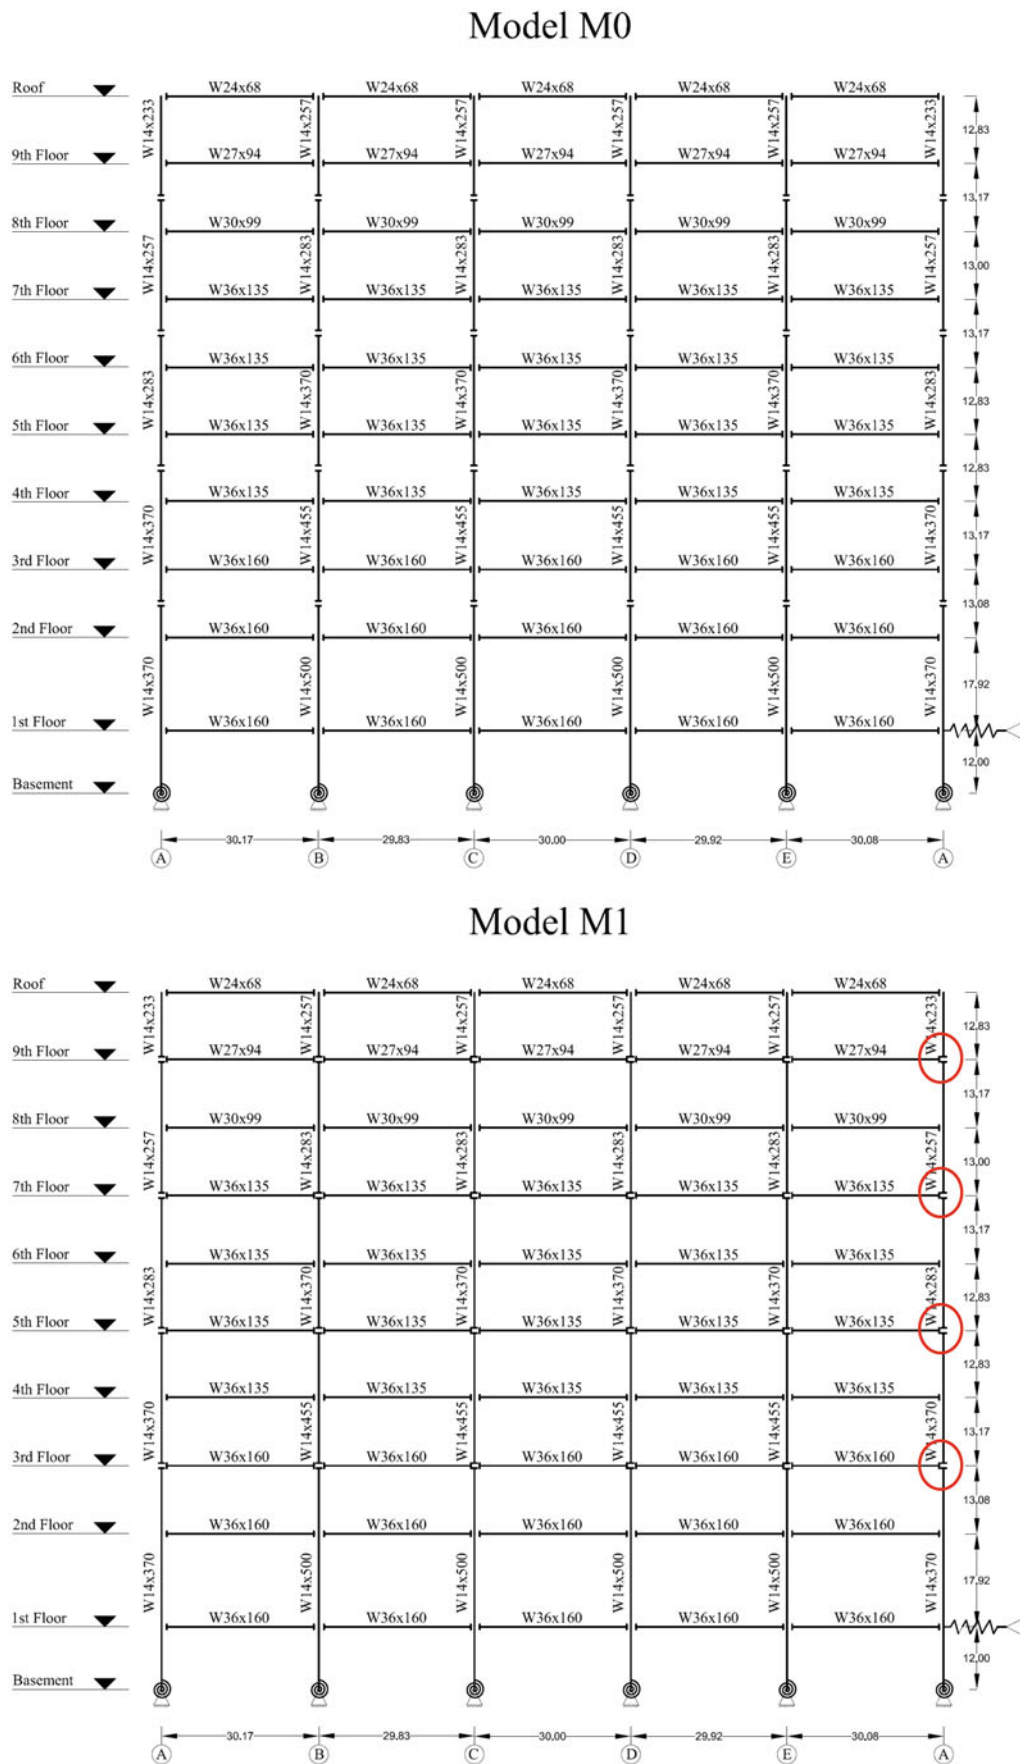 Model M0
Roof W24x68 W24x68 W24x68 W24x68 W24x68
W14x233 W14x257 W14x257 W14x257 W14x233 12.83
9th Floor W27x94 W27x94 W27x94 W27x94 W27x94
13.17
8th Floor W30x99 W30x99 W30x99 W30x99 W30x99
W14x257 W14x283 W14x283 W14x283 W14x257 13.00
7th Floor W36x135 W36x135 W36x135 W36x135 W36x135
13.17
6th Floor W36x135 W36x135 W36x135 W36x135 W36x135
W14x283 W14x370 W14x370 W14x370 W14x283 12.83
5th Floor W36x135 W36x135 W36x135 W36x135 W36x135
12.83
4th Floor W36x135 W36x135 W36x135 W36x135 W36x135
W14x370 W14x455 W14x455 W14x455 W14x370 13.17
3rd Floor W36x160 W36x160 W36x160 W36x160 W36x160
13.08
2nd Floor W36x160 W36x160 W36x160 W36x160 W36x160
W14x370 W14x500 W14x500 W14x500 W14x370 17.92
1st Floor W36x160 W36x160 W36x160 W36x160 W36x160
12.00
Basement
30.17 29.83 30.00 29.92 30.08
A B C D E A
Model M1
Roof W24x68 W24x68 W24x68 W24x68 W24x68
W14x233 W14x257 W14x257 W14x257 W14x233 12.83
9th Floor W27x94 W27x94 W27x94 W27x94 W27x94
13.17
8th Floor W30x99 W30x99 W30x99 W30x99 W30x99
W14x257 W14x283 W14x283 W14x283 W14x257 13.00
7th Floor W36x135 W36x135 W36x135 W36x135 W36x135
13.17
6th Floor W36x135 W36x135 W36x135 W36x135 W36x135
W14x283 W14x370 W14x370 W14x370 W14x283 12.83
5th Floor W36x135 W36x135 W36x135 W36x135 W36x135
12.83
4th Floor W36x135 W36x135 W36x135 W36x135 W36x135
W14x370 W14x455 W14x455 W14x455 W14x370 13.17
3rd Floor W36x160 W36x160 W36x160 W36x160 W36x160
13.08
2nd Floor W36x160 W36x160 W36x160 W36x160 W36x160
W14x370 W14x500 W14x500 W14x500 W14x370 17.92
1st Floor W36x160 W36x160 W36x160 W36x160 W36x160
12.00
Basement
30.17 29.83 30.00 29.92 30.08
A B C D E A